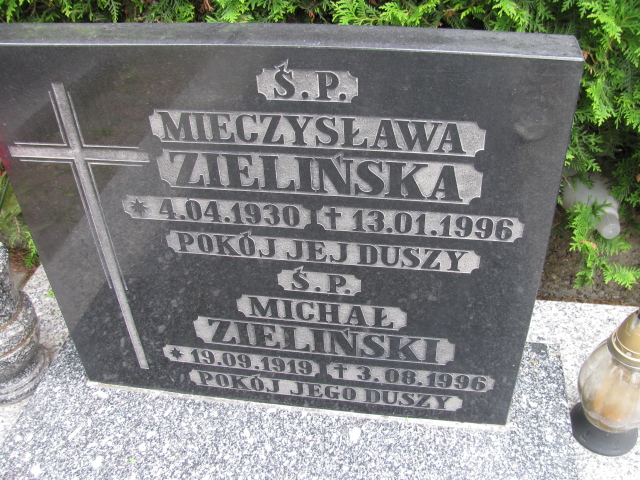 Ś.P.
MIECZYSŁAWA
ZIELIŃSKA
* 4.04.1930 † 13.01.1996
POKÓJ JEJ DUSZY
Ś.P.
MICHAŁ
ZIELIŃSKI
* 19.09.1919 † 3.08.1996
POKÓJ JEGO DUSZY